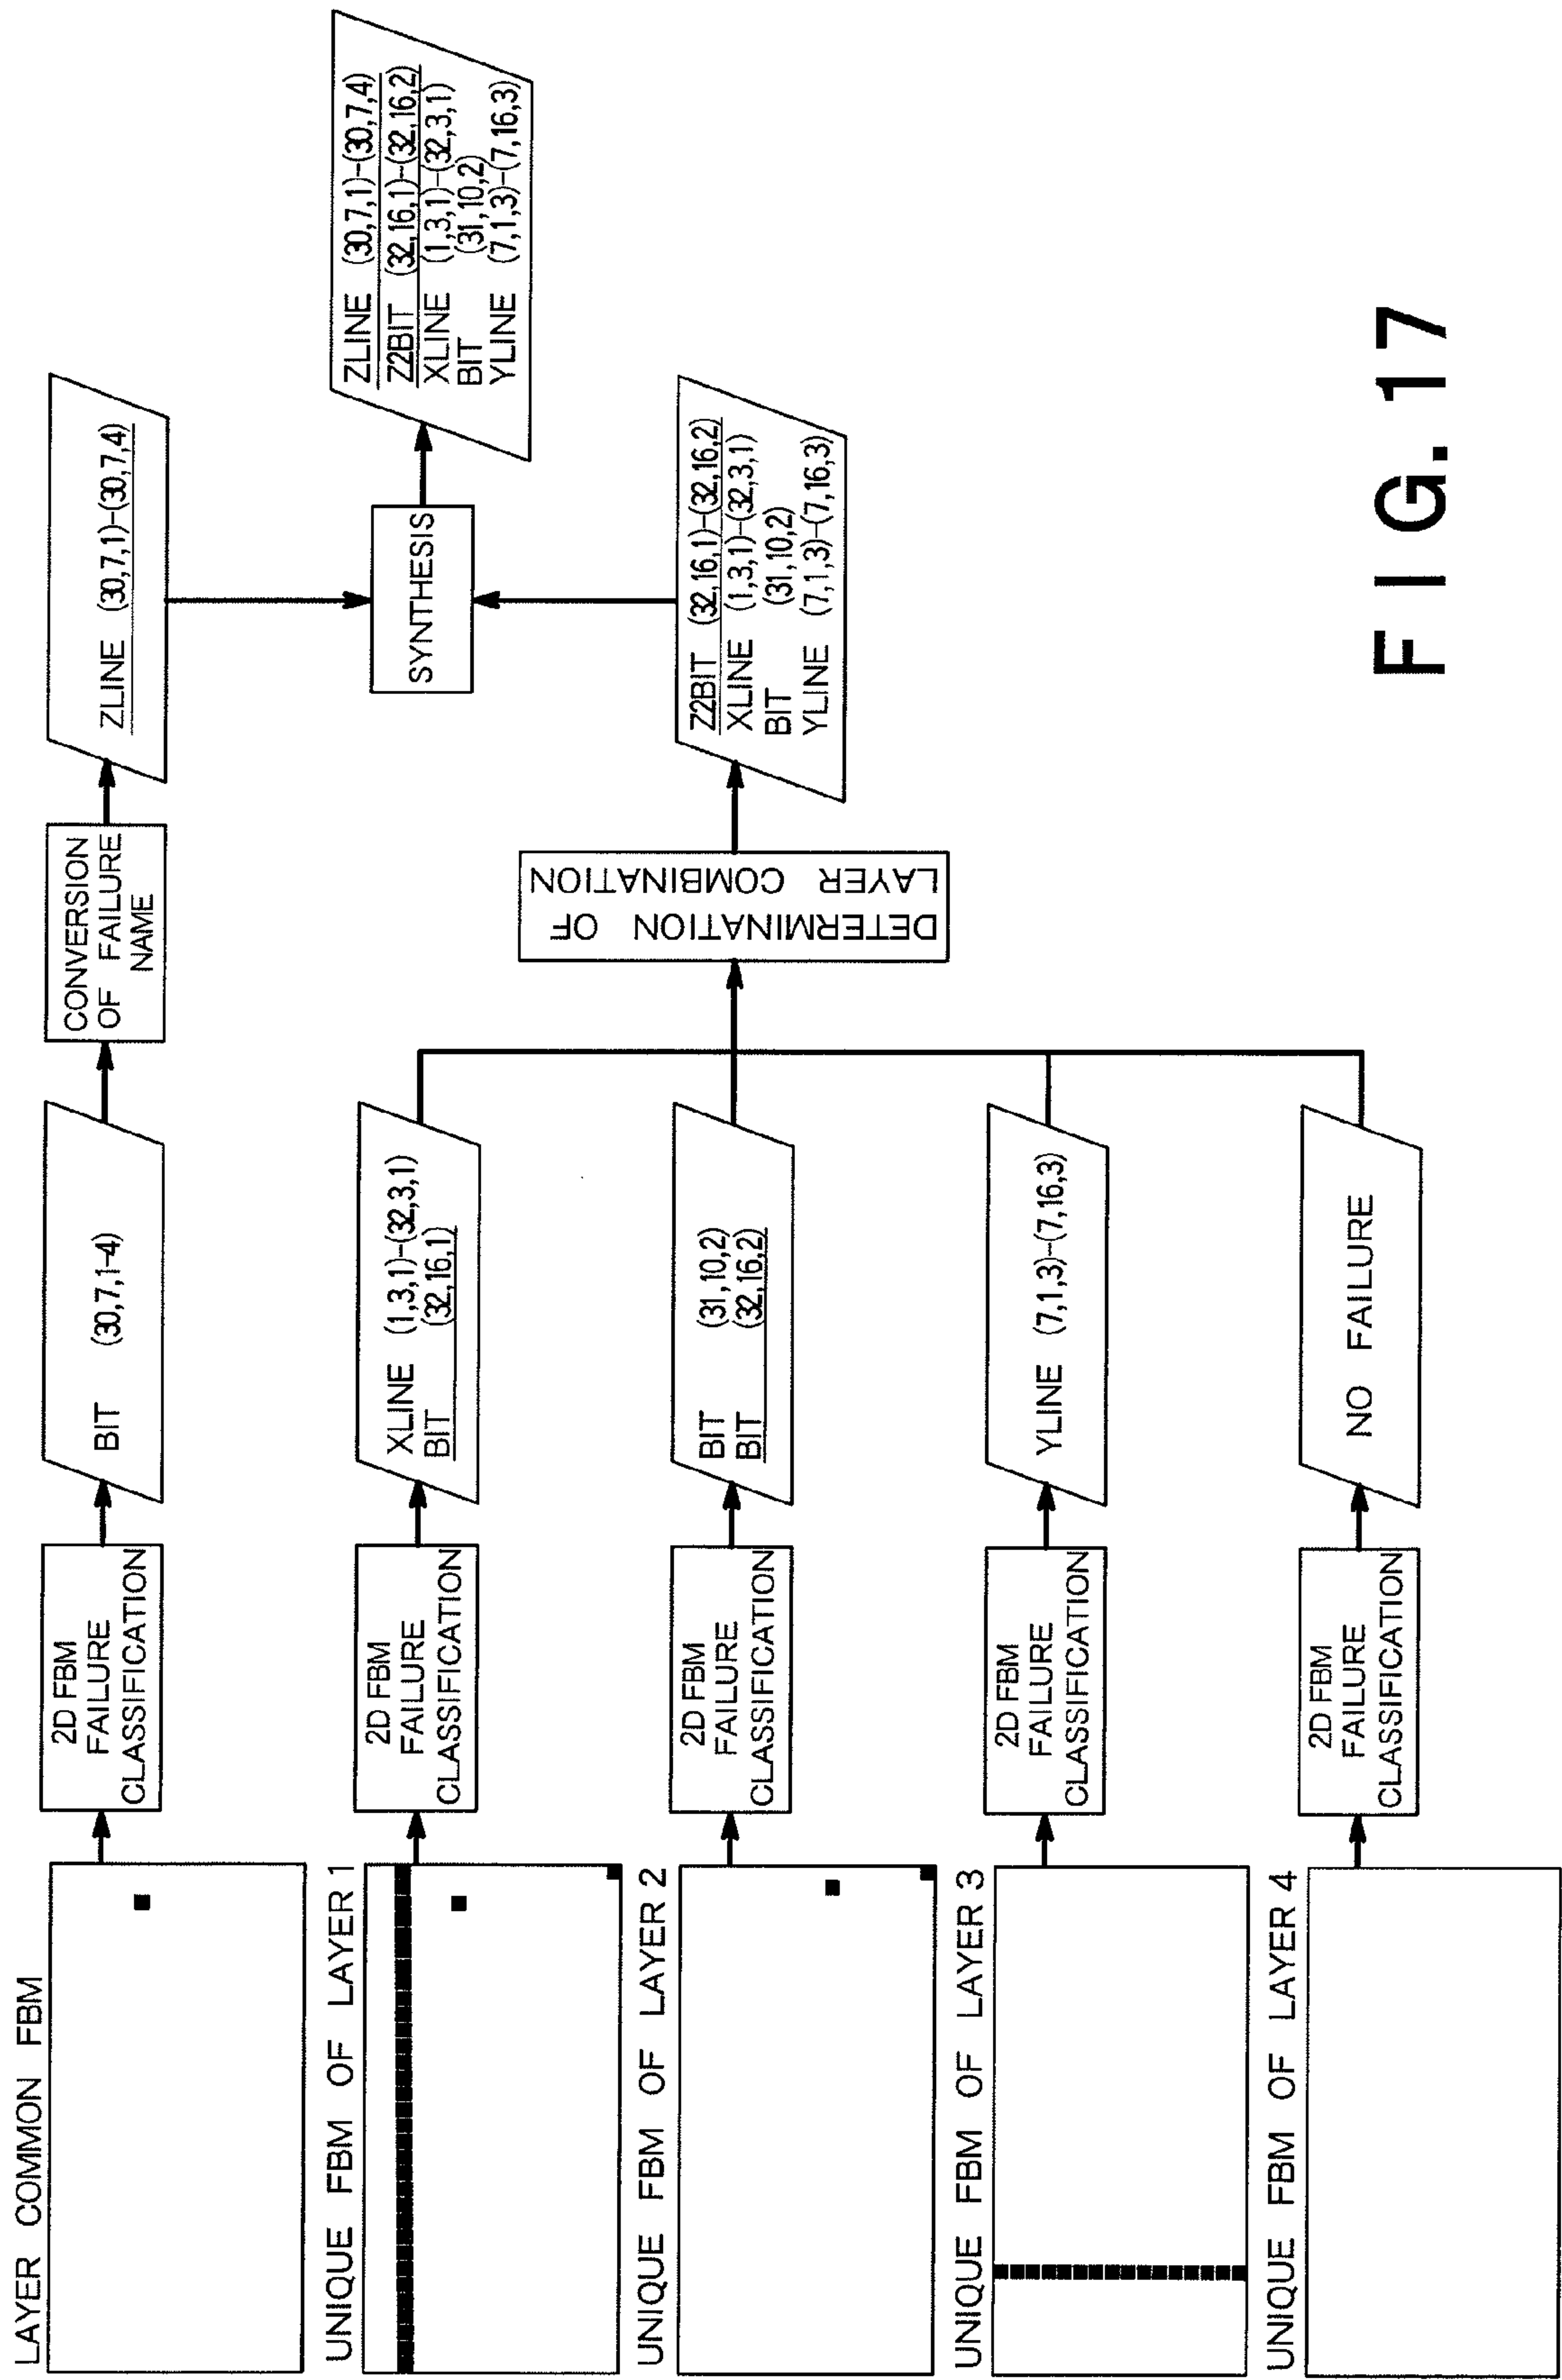 LAYER COMMON FBM
2D FBM
FAILURE
CLASSIFICATION
BIT (30,7,1-4)
CONVERSION
OF FAILURE
NAME
ZLINE (30,7,1)-(30,7,4)
UNIQUE FBM OF LAYER 1
2D FBM
FAILURE
CLASSIFICATION
XLINE (1,3,1)-(32,3,1)
BIT (32,16,1)
UNIQUE FBM OF LAYER 2
2D FBM
FAILURE
CLASSIFICATION
BIT (31,10,2)
BIT (32,16,2)
UNIQUE FBM OF LAYER 3
2D FBM
FAILURE
CLASSIFICATION
YLINE (7,1,3)-(7,16,3)
UNIQUE FBM OF LAYER 4
2D FBM
FAILURE
CLASSIFICATION
NO FAILURE
DETERMINATION OF
LAYER COMBINATION
Z2BIT (32,16,1)-(32,16,2)
XLINE (1,3,1)-(32,3,1)
BIT (31,10,2)
YLINE (7,1,3)-(7,16,3)
SYNTHESIS
ZLINE (30,7,1)-(30,7,4)
Z2BIT (32,16,1)-(32,16,2)
XLINE (1,3,1)-(32,3,1)
BIT (31,10,2)
YLINE (7,1,3)-(7,16,3)
FIG.17